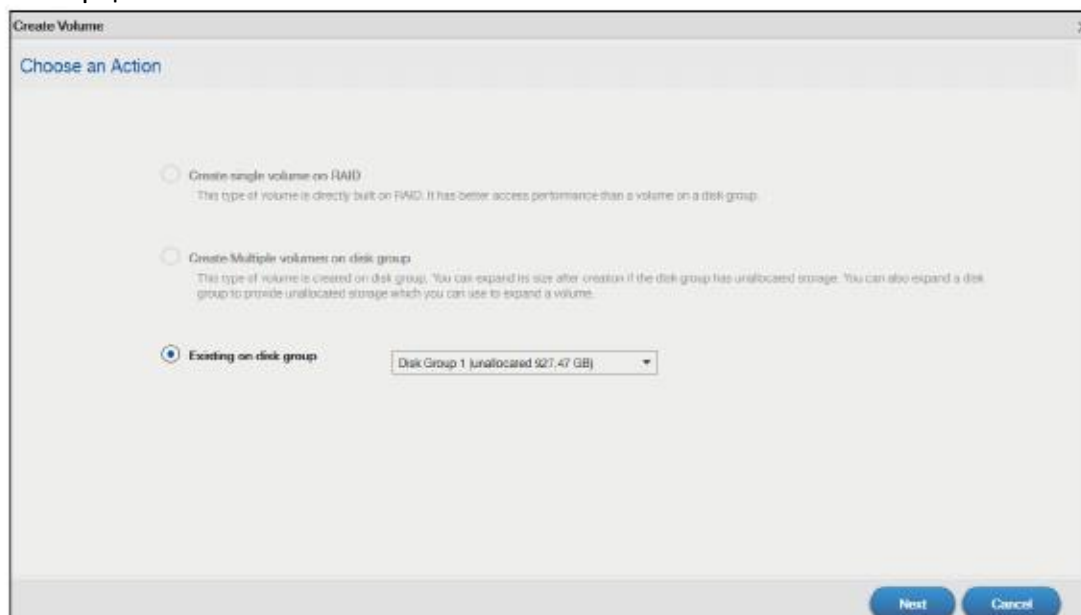 Create Volume
Choose an Action
Create single volume on RAID
This type of volume is directly built on RAID. It has better access performance than a volume on a disk group.
Create Multiple volumes on disk group
This type of volume is created on disk group. You can expand its size after creation if the disk group has unallocated storage. You can also expand a disk
group to provide unallocated storage which you can use to expand a volume.
Existing on disk group
Disk Group 1 (unallocated 927.47 GB)
Next
Cancel